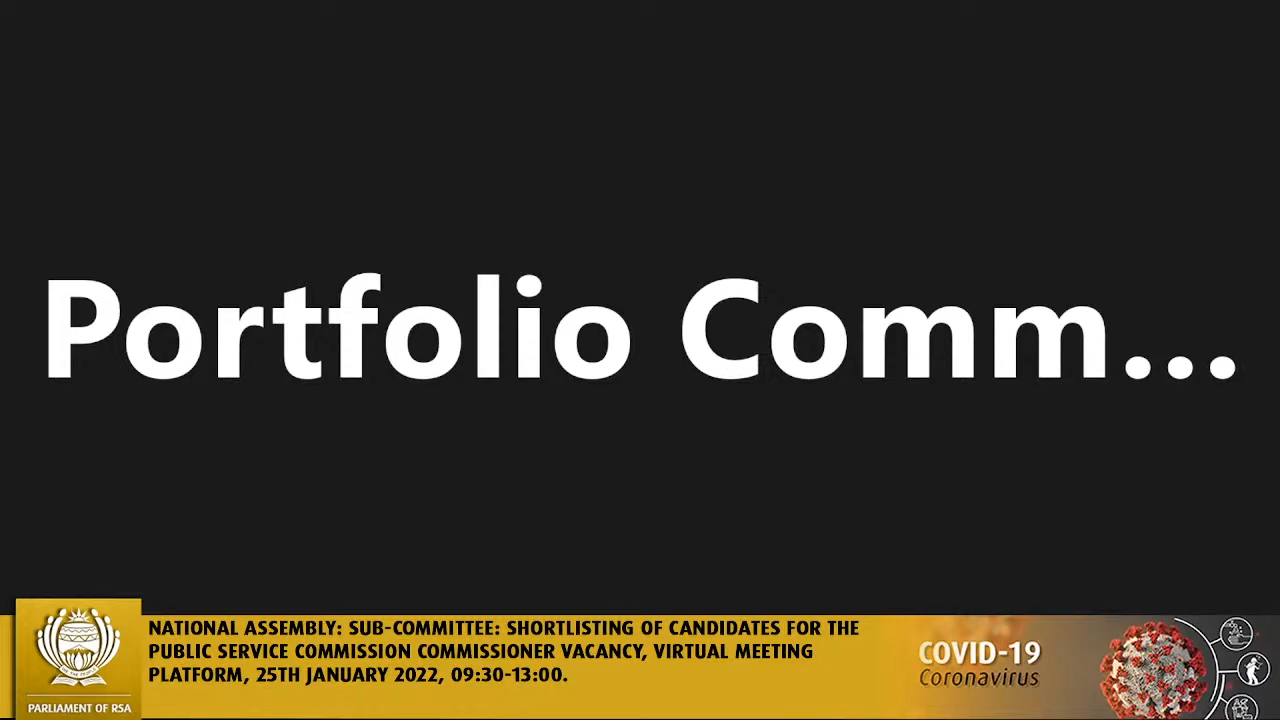 Portfolio Comm...
NATIONAL ASSEMBLY: SUB-COMMITTEE: SHORTLISTING OF CANDIDATES FOR THE
PUBLIC SERVICE COMMISSION COMMISSIONER VACANCY, VIRTUAL MEETING
PLATFORM, 25TH JANUARY 2022, 09:30-13:00.
PARLIAMENT OF RSA
COVID-19
Coronavirus